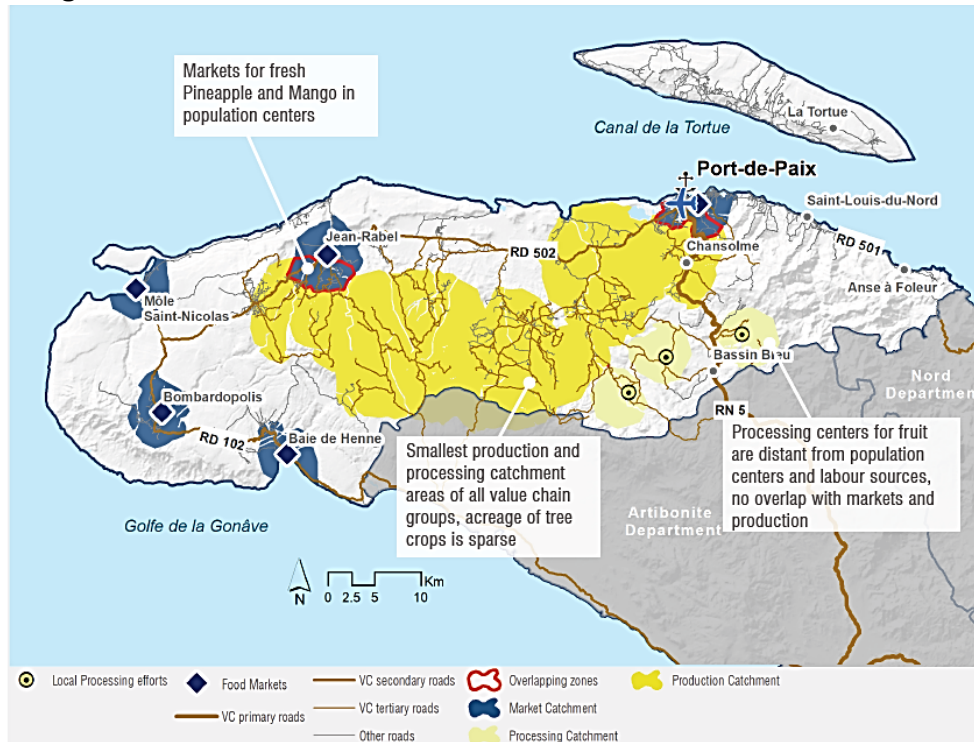 Markets for fresh
Pineapple and Mango in
population centers
La Tortue
Canal de la Tortue
Port-de-Paix
Saint-Louis-du-Nord
Jean-Rabel
RD 502
Chansolme
RD 501
Anse à Foleur
Môle
Saint-Nicolas
Bassin Bleu
Nord
Department
Bombardopolis
RN 5
RD 102
Baie de Henne
Smallest production and
processing catchment
areas of all value chain
groups, acreage of tree
crops is sparse
Processing centers for fruit
are distant from population
centers and labour sources,
no overlap with markets and
production
Artibonite
Department
Golfe de la Gonâve
N
Km
0 2.5 5 10
Local Processing efforts
Food Markets
VC primary roads
VC secondary roads
VC tertiary roads
Other roads
Overlapping zones
Market Catchment
Processing Catchment
Production Catchment